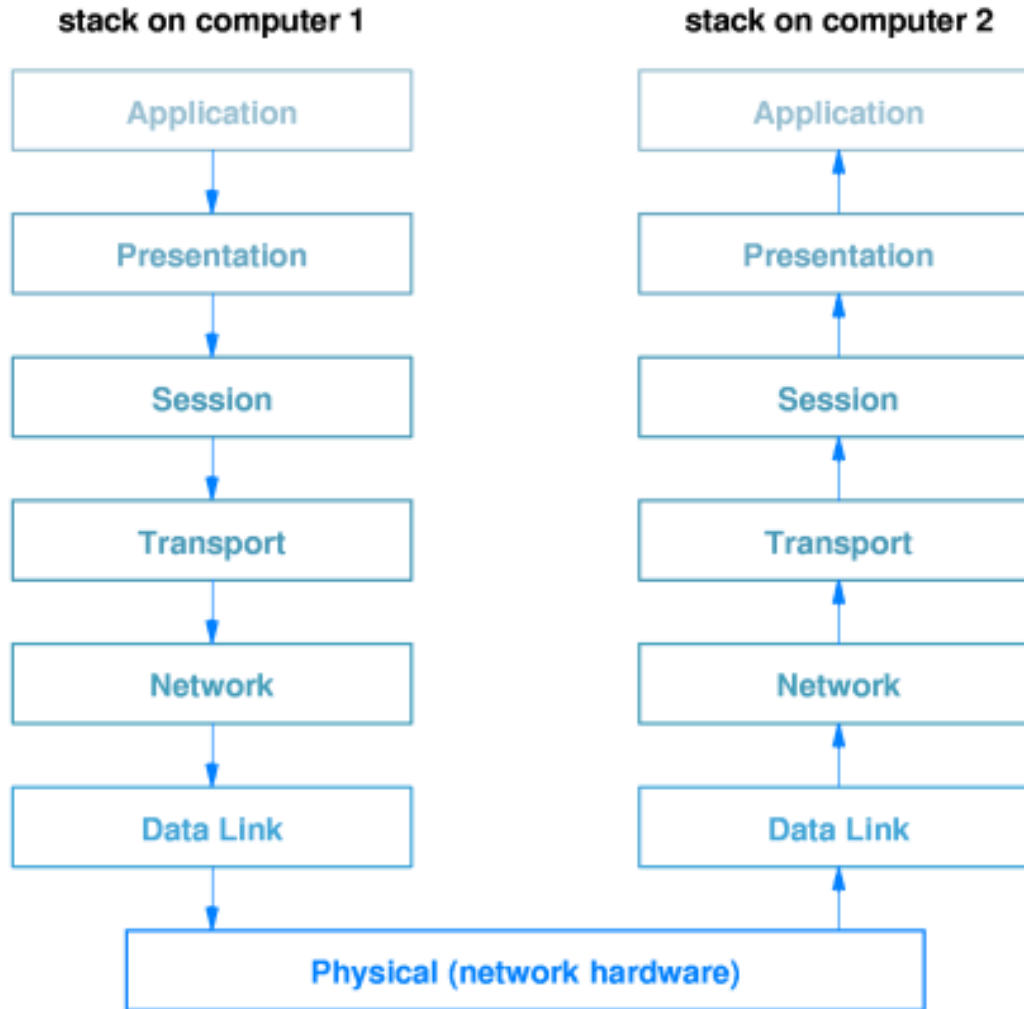 stack on computer 1
stack on computer 2
Application
Application
Presentation
Presentation
Session
Session
Transport
Transport
Network
Network
Data Link
Data Link
Physical (network hardware)